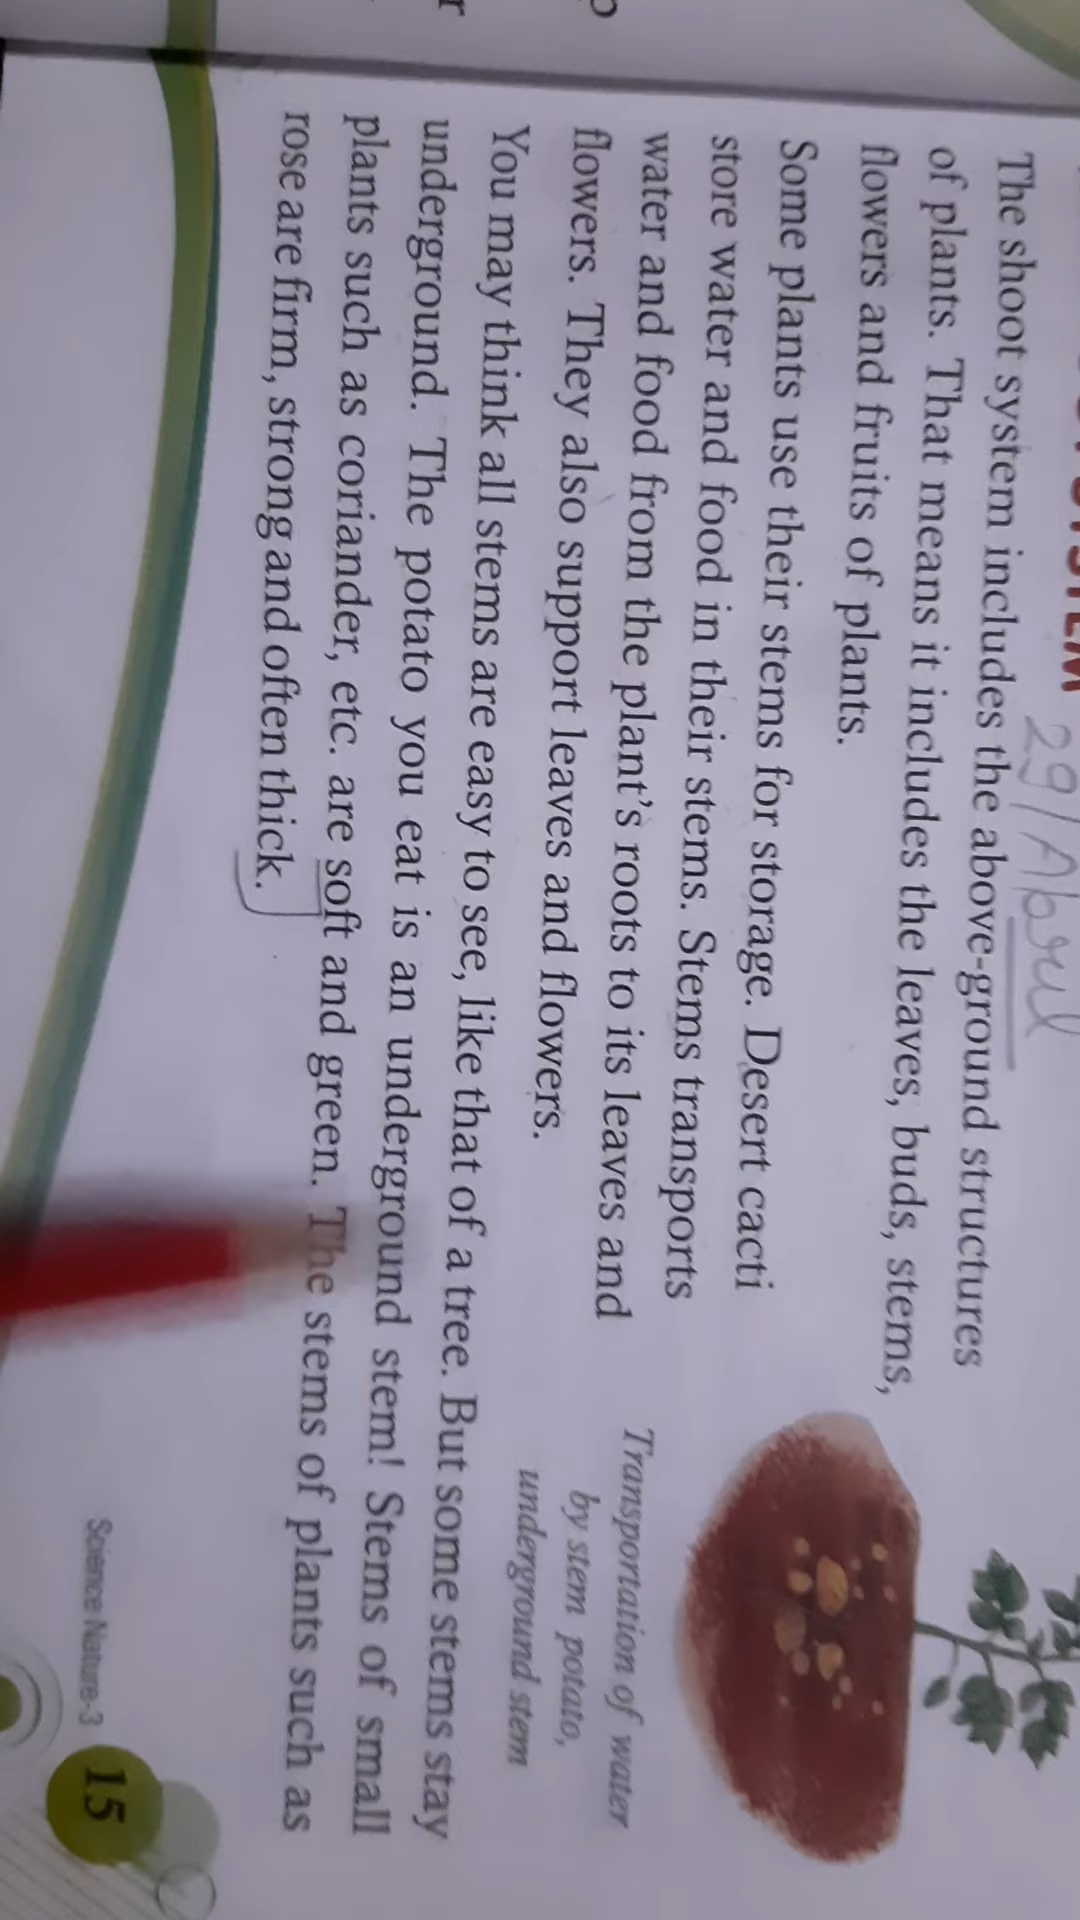 29/April
The shoot system includes the above-ground structures
of plants. That means it includes the leaves, buds, stems,
flowers and fruits of plants.
Some plants use their stems for storage. Desert cacti
store water and food in their stems. Stems transports
water and food from the plant's roots to its leaves and
flowers. They also support leaves and flowers.
Transportation of water
by stem potato,
underground stem
You may think all stems are easy to see, like that of a tree. But some stems stay
underground. The potato you eat is an underground stem! Stems of small
plants such as coriander, etc. are soft and green. The stems of plants such as
rose are firm, strong and often thick.
Science Nature-3
15